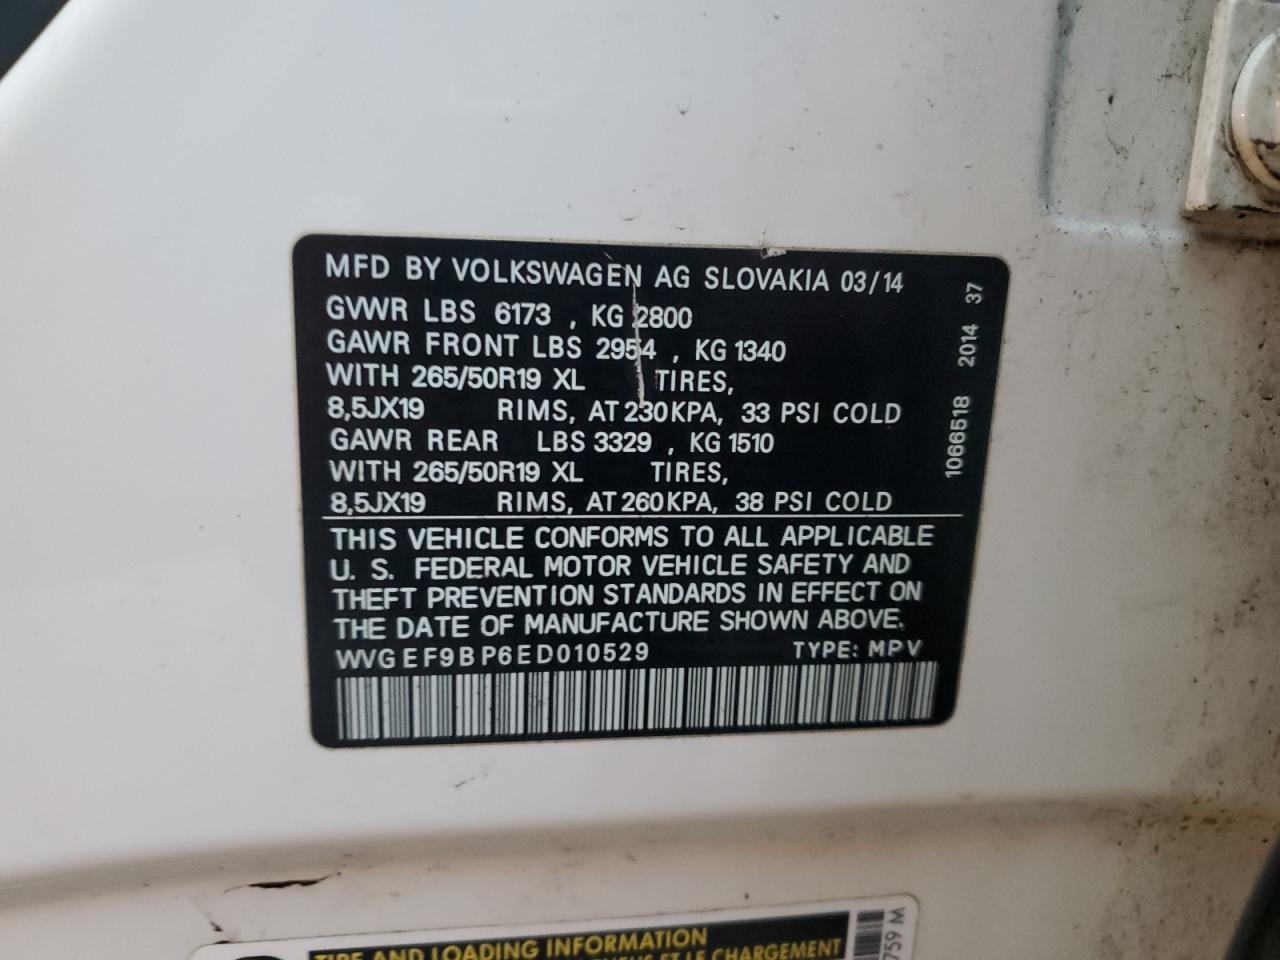 MFD BY VOLKSWAGEN AG SLOVAKIA 03/14
GVWR LBS 6173 , KG 2800
GAWR FRONT LBS 2954 , KG 1340
WITH 265/50R19 XL TIRES,
8,5JX19 RIMS, AT 230KPA, 33 PSI COLD
GAWR REAR LBS 3329 , KG 1510
WITH 265/50R19 XL TIRES,
8,5JX19 RIMS, AT 260KPA, 38 PSI COLD
THIS VEHICLE CONFORMS TO ALL APPLICABLE
U. S. FEDERAL MOTOR VEHICLE SAFETY AND
THEFT PREVENTION STANDARDS IN EFFECT ON
THE DATE OF MANUFACTURE SHOWN ABOVE.
WVGEF9BP6ED010529 TYPE: MPV
1066518 2014 37
TIRE AND LOADING INFORMATION
ET LE CHARGEMENT
759 M